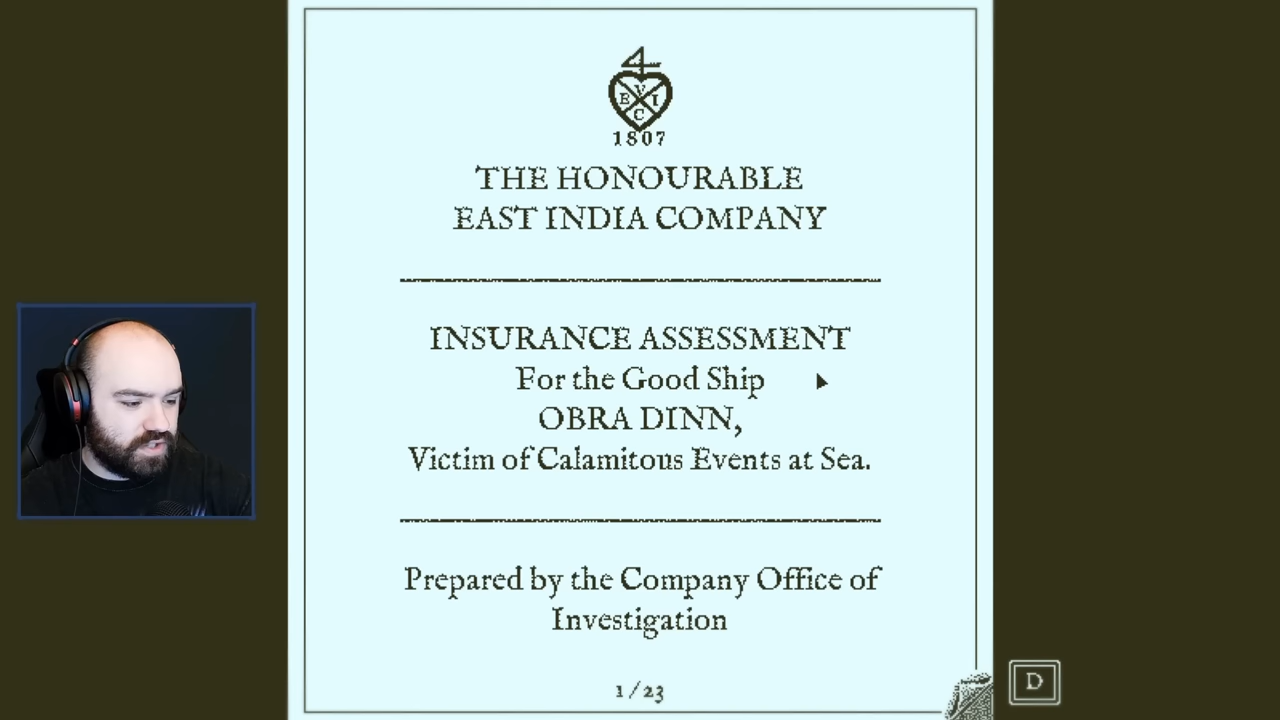 4
V
E I
C
1807
THE HONOURABLE
EAST INDIA COMPANY
INSURANCE ASSESSMENT
For the Good Ship
OBRA DINN,
Victim of Calamitous Events at Sea.
Prepared by the Company Office of
Investigation
1/23
D